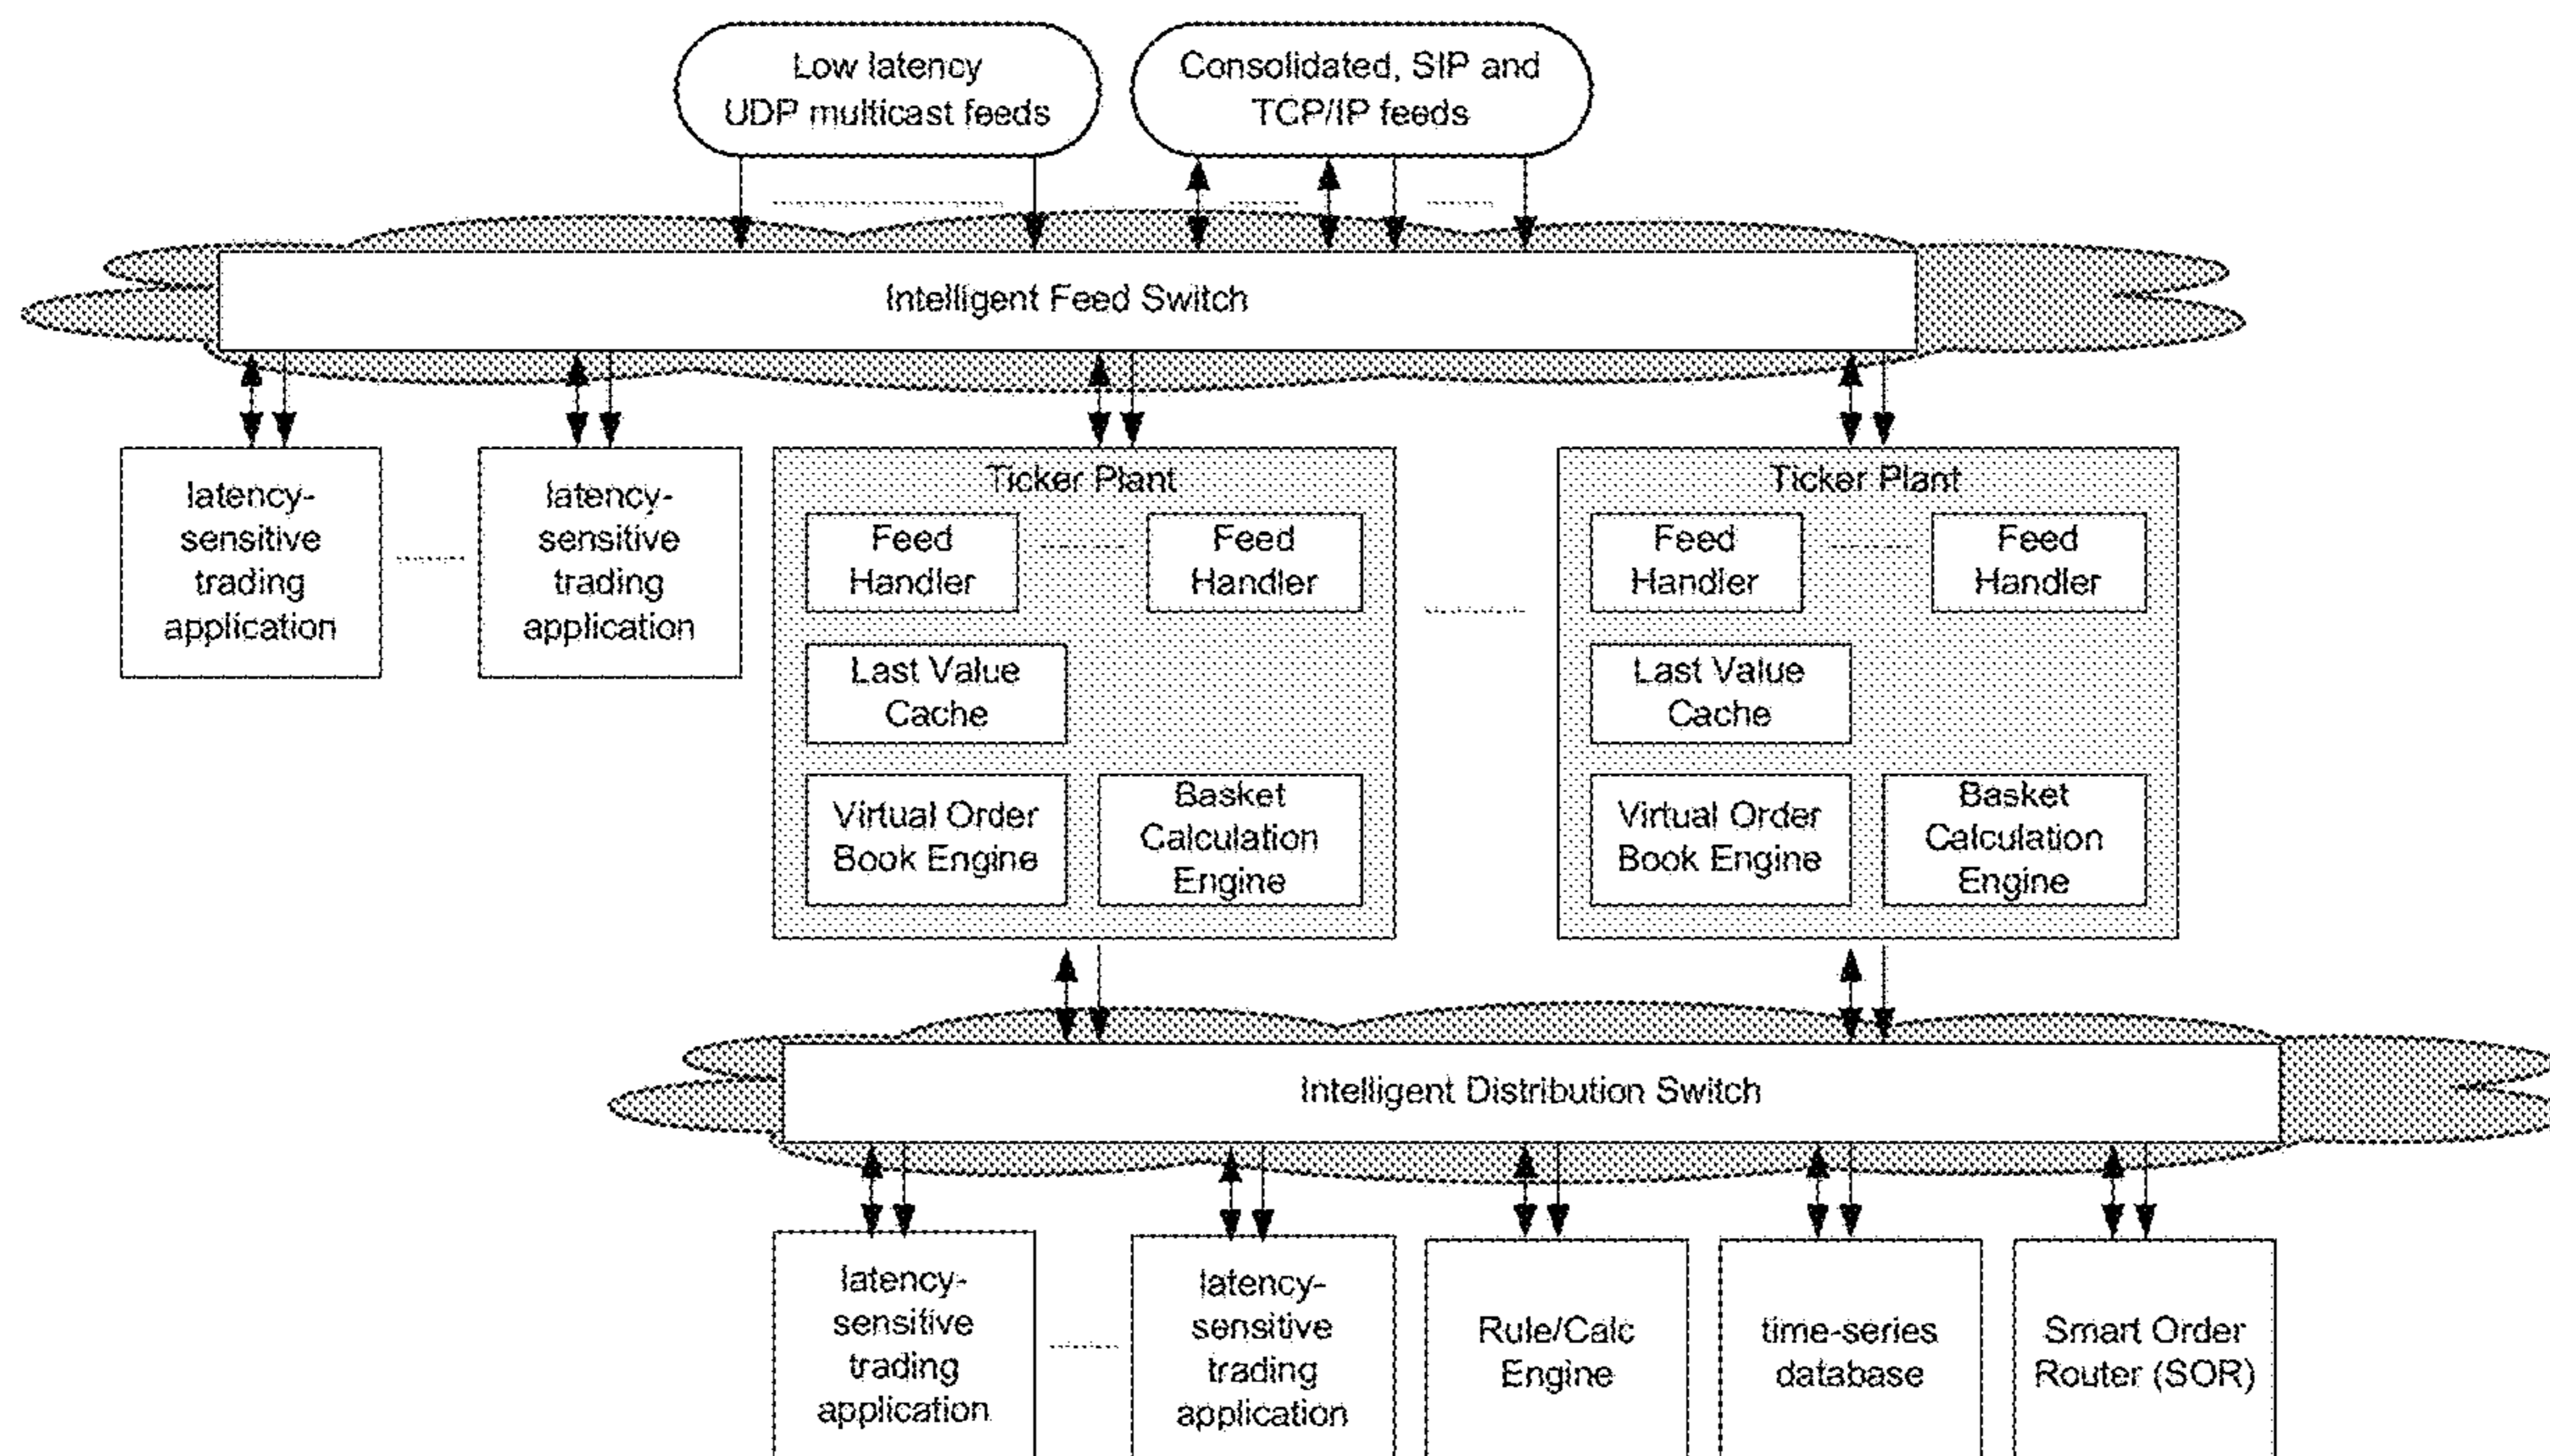 Low latency
UDP multicast feeds
Consolidated, SIP and
TCP/IP feeds
Intelligent Feed Switch
latency-
sensitive
trading
application
latency-
sensitive
trading
application
Ticker Plant
Feed
Handler
Feed
Handler
Last Value
Cache
Virtual Order
Book Engine
Basket
Calculation
Engine
Ticker Plant
Feed
Handler
Feed
Handler
Last Value
Cache
Virtual Order
Book Engine
Basket
Calculation
Engine
Intelligent Distribution Switch
latency-
sensitive
trading
application
latency-
sensitive
trading
application
Rule/Calc
Engine
time-series
database
Smart Order
Router (SOR)